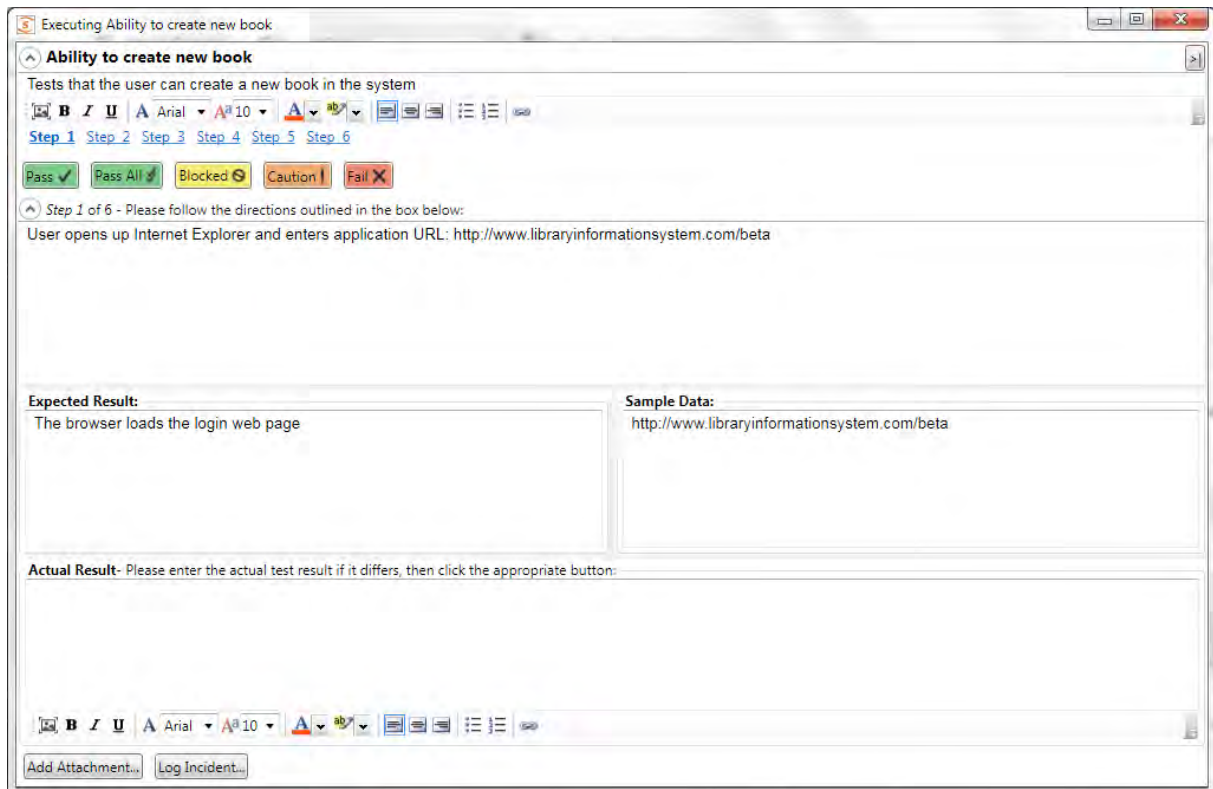 Executing Ability to create new book
Ability to create new book
Tests that the user can create a new book in the system
B I U A Arial Aa 10 A ab
Step 1 Step 2 Step 3 Step 4 Step 5 Step 6
Pass Pass All Blocked Caution Fail
Step 1 of 6 - Please follow the directions outlined in the box below:
User opens up Internet Explorer and enters application URL: http://www.libraryinformationsystem.com/beta
Expected Result:
The browser loads the login web page
Sample Data:
http://www.libraryinformationsystem.com/beta
Actual Result- Please enter the actual test result if it differs, then click the appropriate button:
B I U A Arial Aa 10 A ab
Add Attachment... Log Incident...